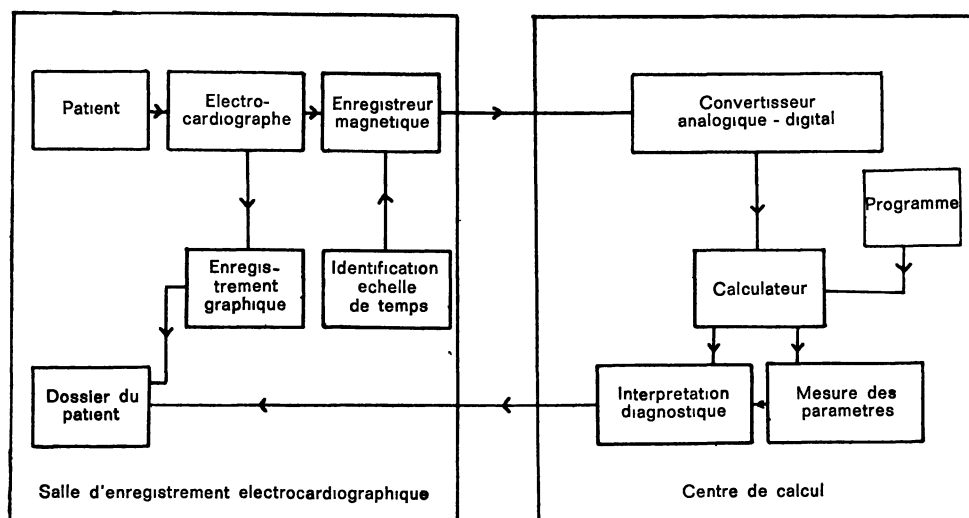 Patient
Electro-
cardiographe
Enregistreur
magnetique
Convertisseur
analogique - digital
Programme
Enregis-
trement
graphique
Identification
echelle
de temps
Calculateur
Dossier du
patient
Interpretation
diagnostique
Mesure des
parametres
Salle d'enregistrement electrocardiographique
Centre de calcul